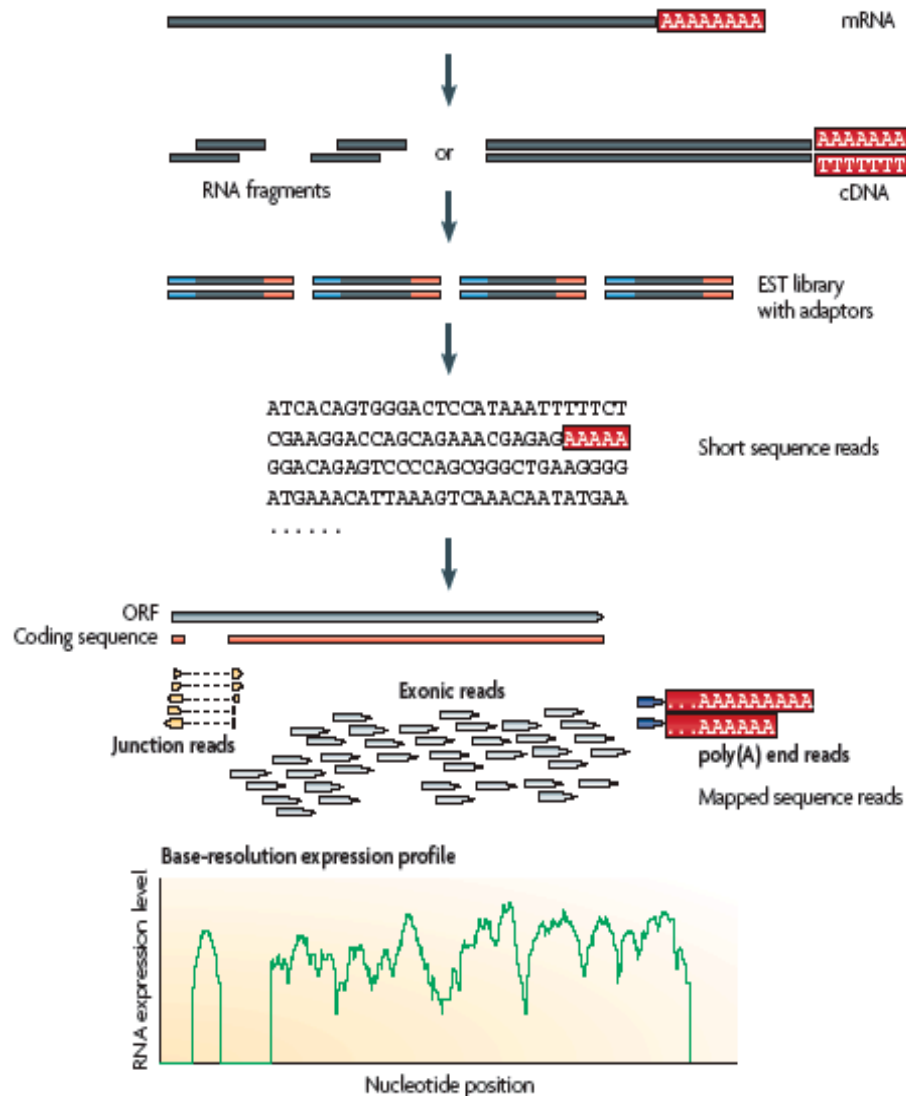 AAAAAAAA mRNA
AAAAAAA
or
TTTTTTT
RNA fragments
cDNA
EST library
with adaptors
ATCACAGTGGGACTCCATAAATTTTTCT
CGAAGGACCAGCAGAAACGAGAGAAAAA
Short sequence reads
GGACAGAGTCCCCAGCGGGCTGAAGGGG
ATGAAACATTAAAGTCAAACAATATGAA
......
ORF
Coding sequence
Exonic reads
...AAAAAAAAA
...AAAAAA
Junction reads
poly(A) end reads
Mapped sequence reads
Base-resolution expression profile
RNA expression level
Nucleotide position